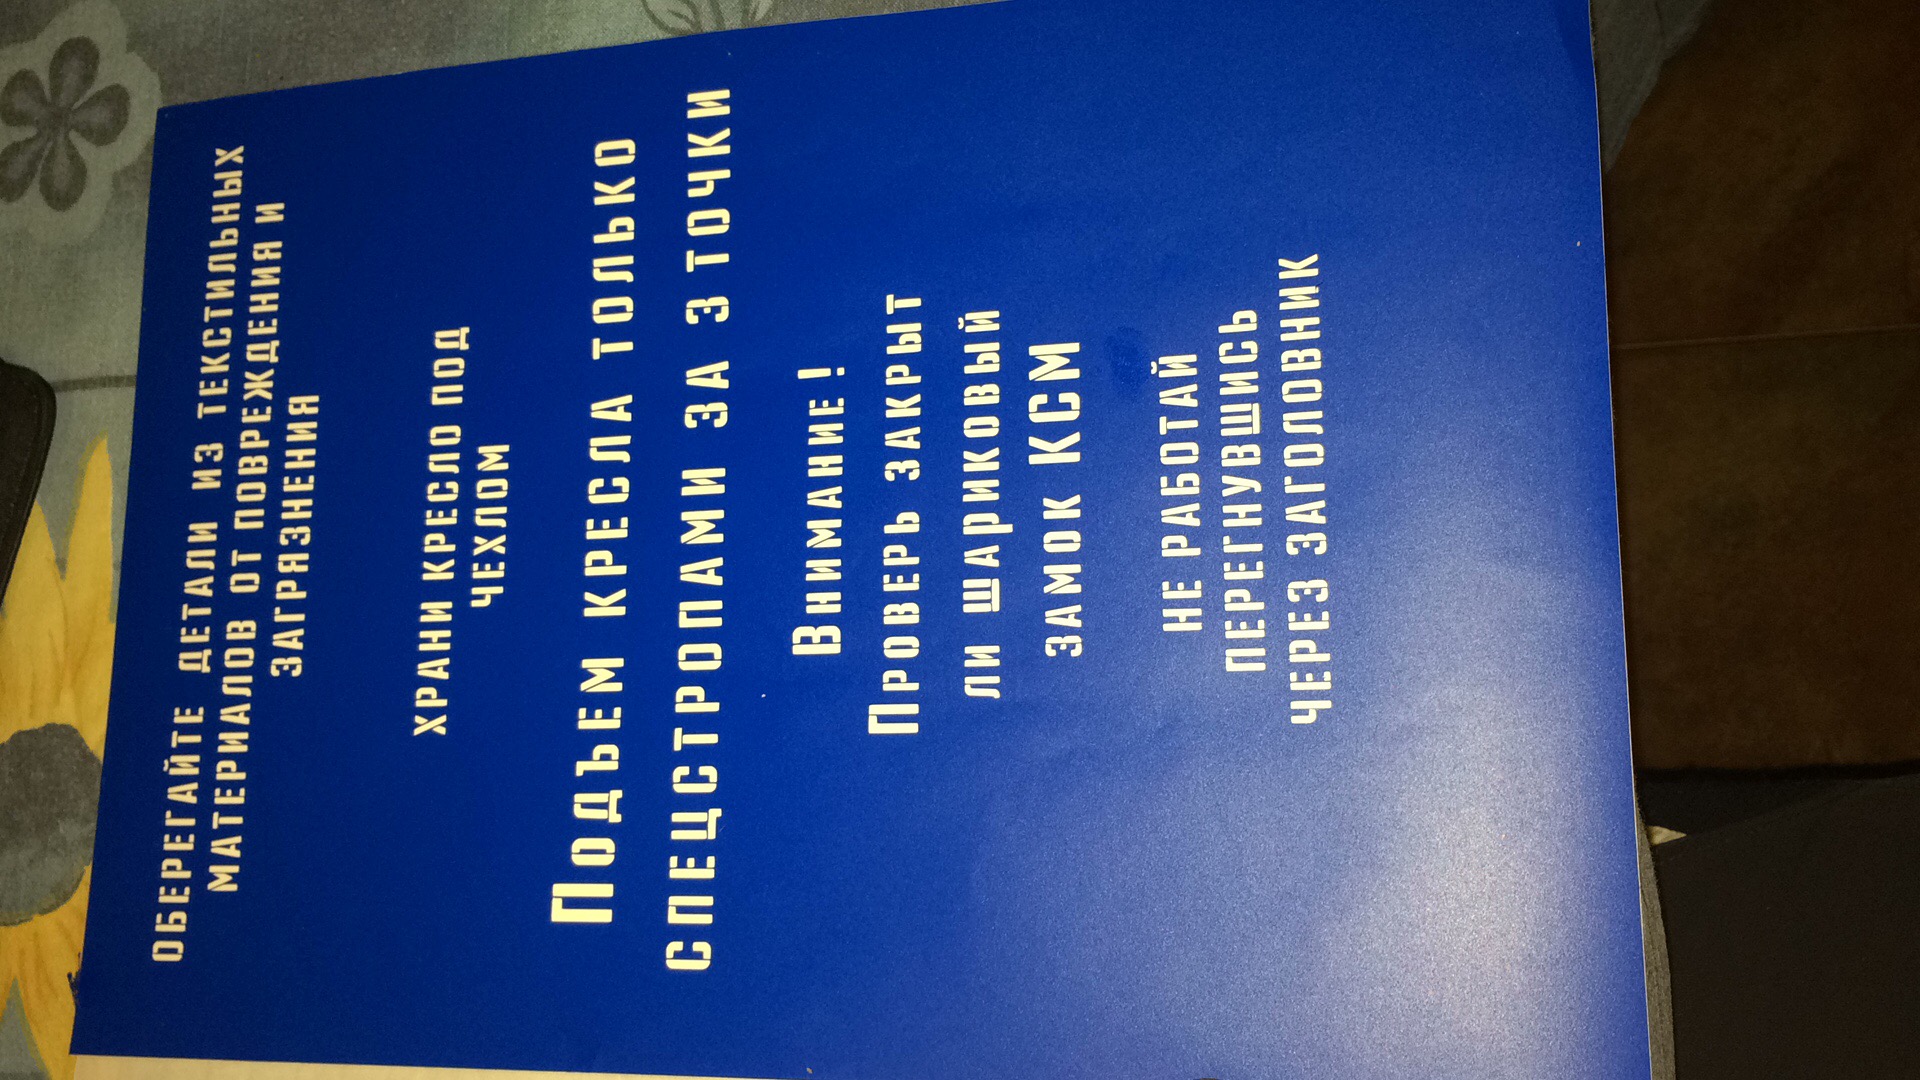 ОБЕРЕГАЙТЕ ДЕТАЛИ ИЗ ТЕКСТИЛЬНЫХ
МАТЕРИАЛОВ ОТ ПОВРЕЖДЕНИЯ И
ЗАГРЯЗНЕНИЯ
ХРАНИ КРЕСЛО ПОД
ЧЕХЛОМ
ПОДЪЕМ КРЕСЛА ТОЛЬКО
СПЕЦСТРОПАМИ ЗА 3 ТОЧКИ
ВНИМАНИЕ!
ПРОВЕРЬ ЗАКРЫТ
ЛИ ШАРИКОВЫЙ
ЗАМОК КСМ
НЕ РАБОТАЙ
ПЕРЕГНУВШИСЬ
ЧЕРЕЗ ЗАГОЛОВНИК